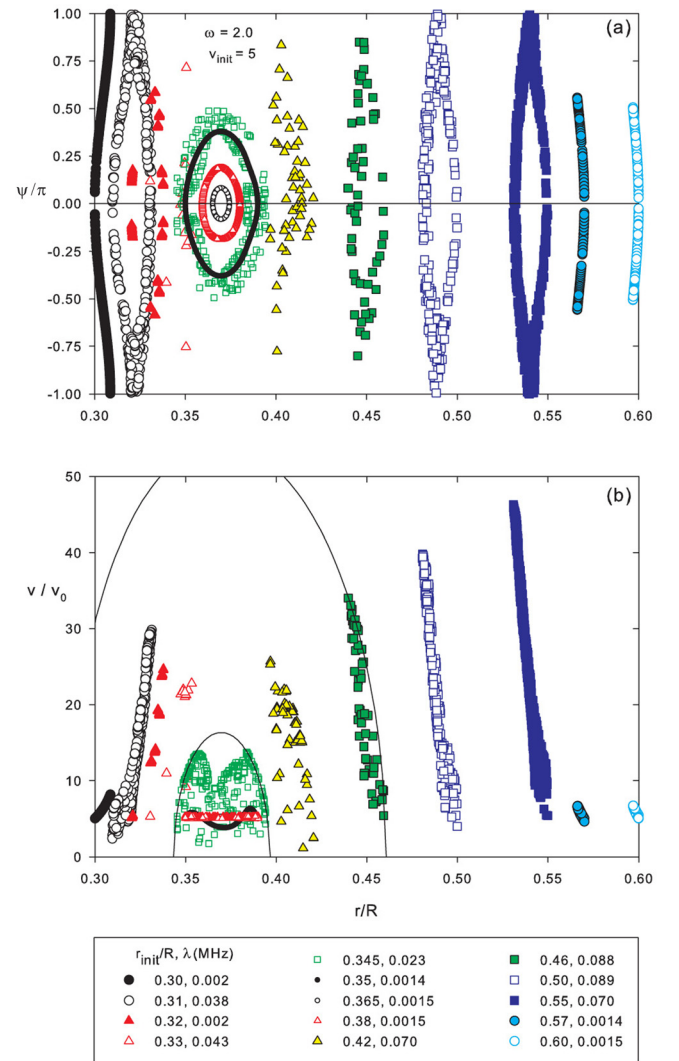 1.00
(a)
ω = 2.0
v_init = 5
0.75
0.50
0.25
ψ/π
0.00
-0.25
-0.50
-0.75
-1.00
0.30 0.35 0.40 0.45 0.50 0.55 0.60
50
(b)
40
v / v_0
30
20
10
0
0.30 0.35 0.40 0.45 0.50 0.55 0.60
r/R
r_init/R, λ(MHz)
0.30, 0.002
0.31, 0.038
0.32, 0.002
0.33, 0.043
0.345, 0.023
0.35, 0.0014
0.365, 0.0015
0.38, 0.0015
0.42, 0.070
0.46, 0.088
0.50, 0.089
0.55, 0.070
0.57, 0.0014
0.60, 0.0015